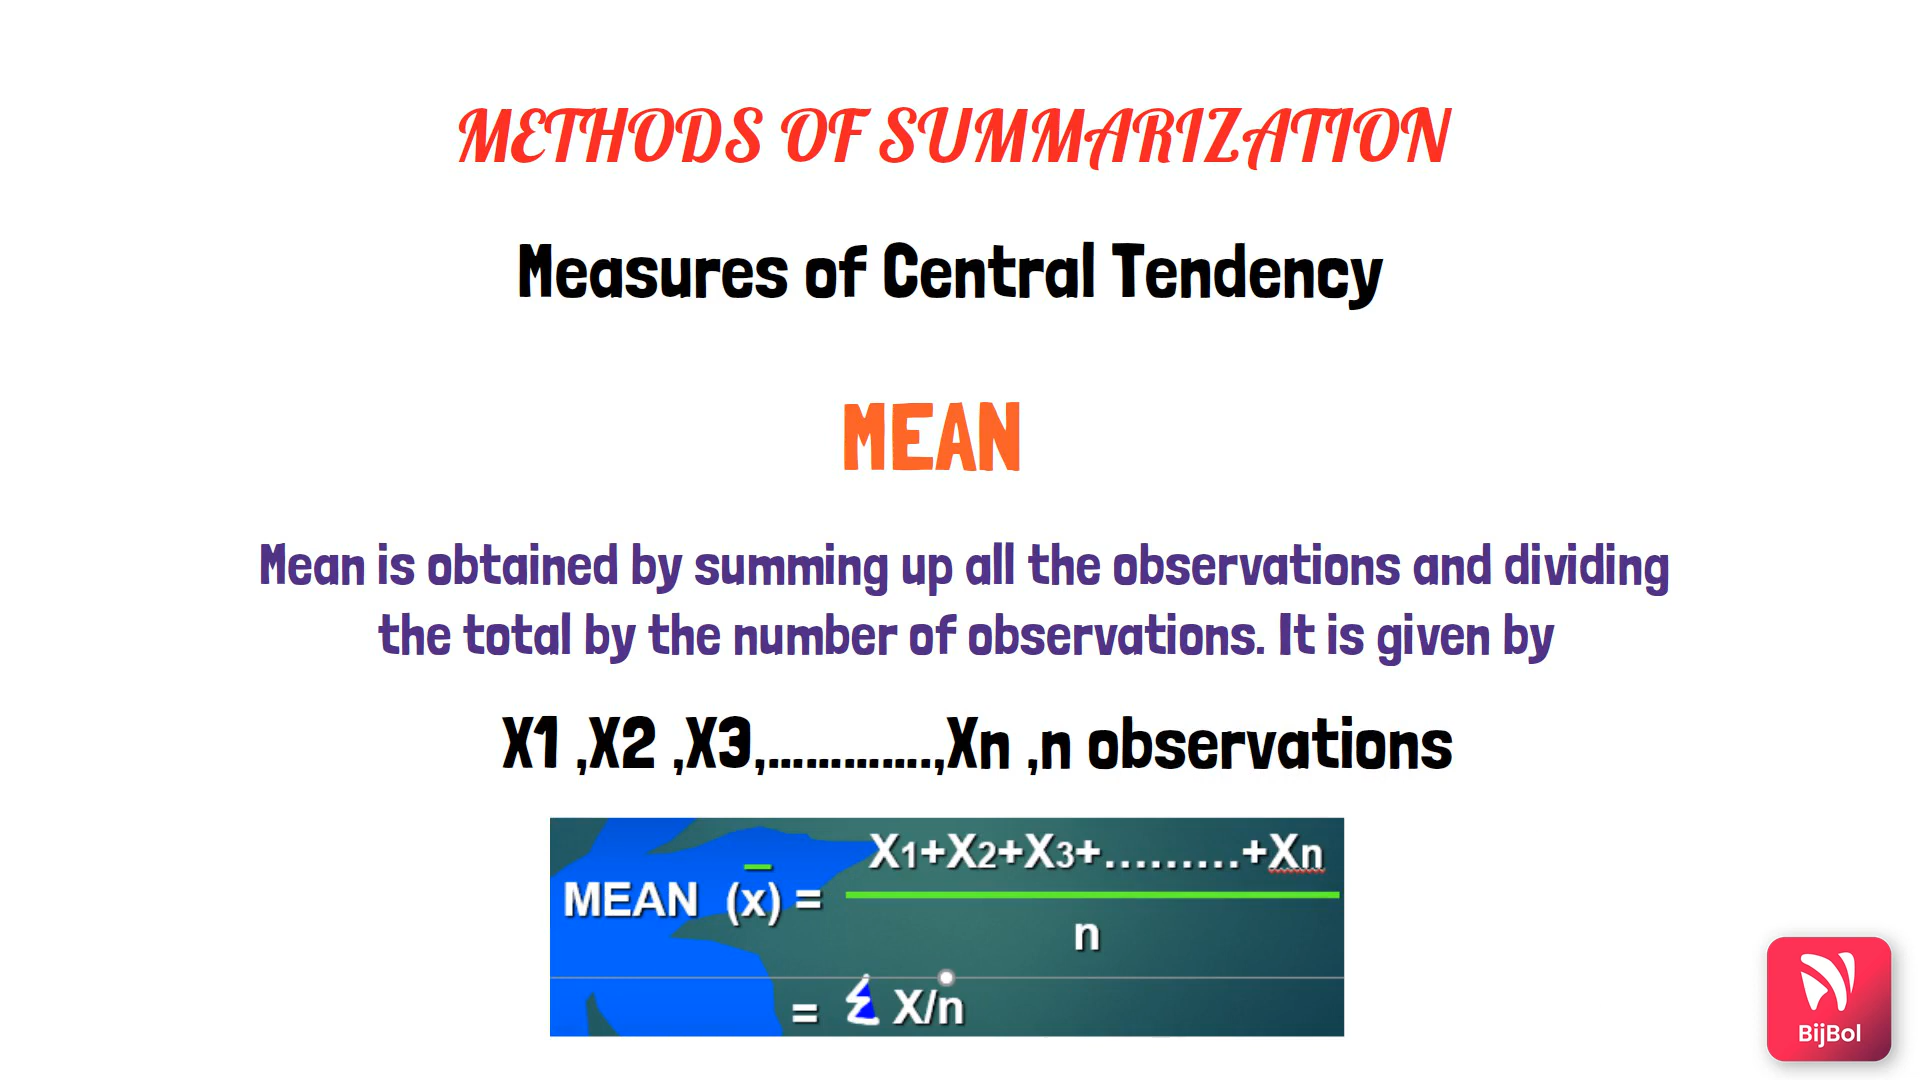 METHODS OF SUMMARIZATION
Measures of Central Tendency
MEAN
Mean is obtained by summing up all the observations and dividing
the total by the number of observations. It is given by
X1 ,X2 ,X3,.............,Xn ,n observations
X1+X2+X3+.........+Xn
MEAN (x̅) =
n
= Σ X/n
BijBol